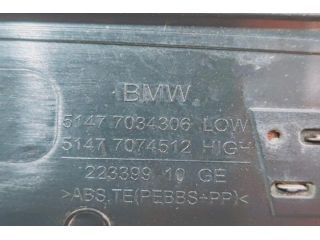 BMW
5147 7034306 LOW
5147 7074512 HIGH
223399 10 GE
>ABS,TE(PEBBS+PP)<